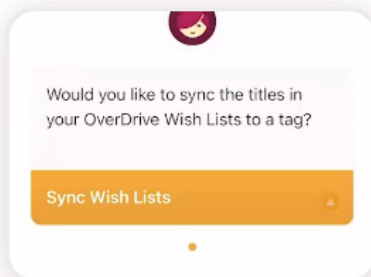 Would you like to sync the titles in
your OverDrive Wish Lists to a tag?
Sync Wish Lists